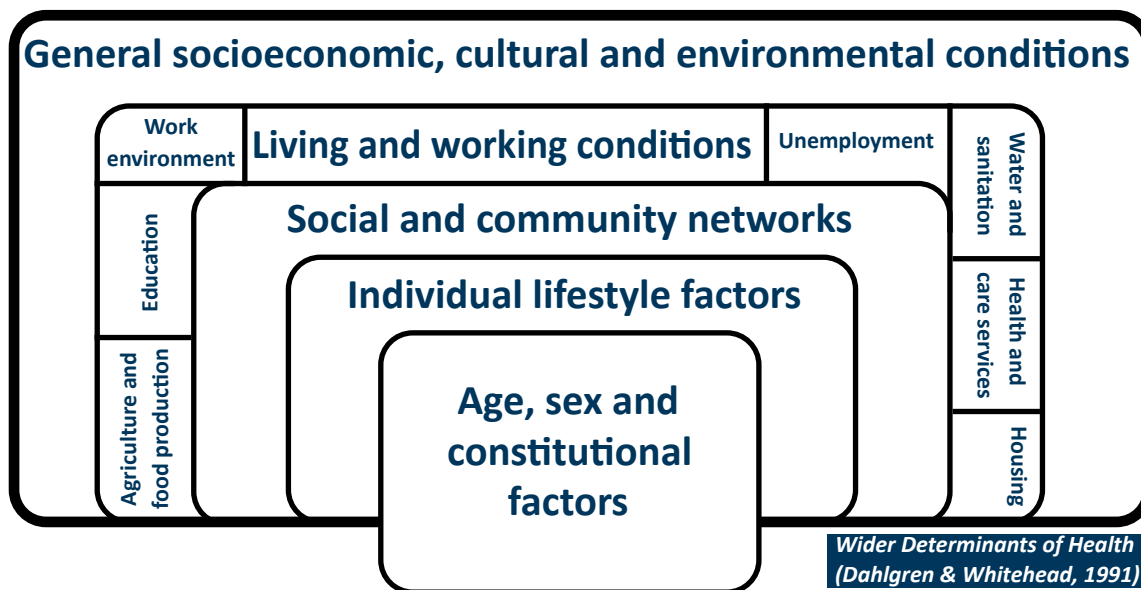 General socioeconomic, cultural and environmental conditions
Work
environment
Living and working conditions
Unemployment
Water and
sanitation
Education
Social and community networks
Individual lifestyle factors
Health and
care services
Agriculture and
food production
Age, sex and
constitutional
factors
Housing
Wider Determinants of Health
(Dahlgren & Whitehead, 1991)